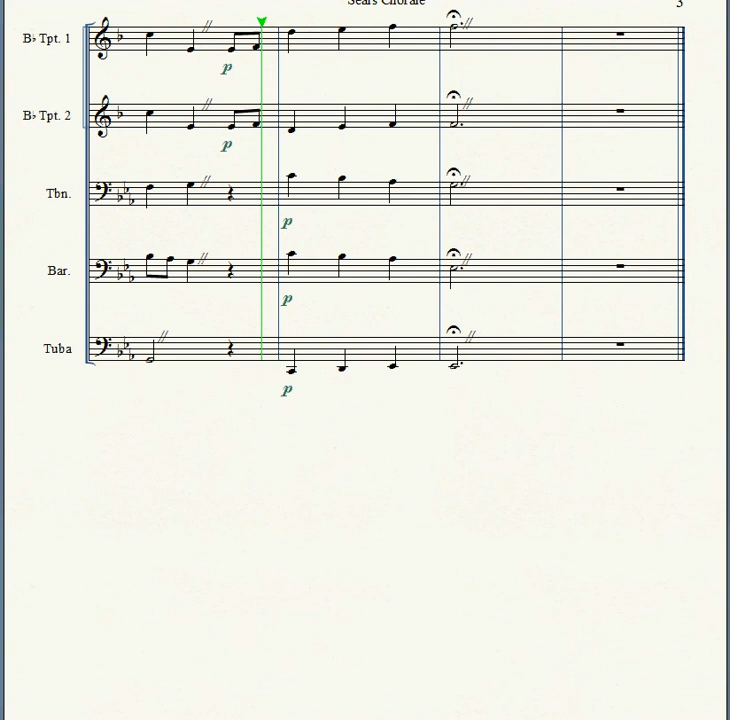 Sears Chorale
3
B♭ Tpt. 1
p
B♭ Tpt. 2
p
Tbn.
p
Bar.
p
Tuba
p